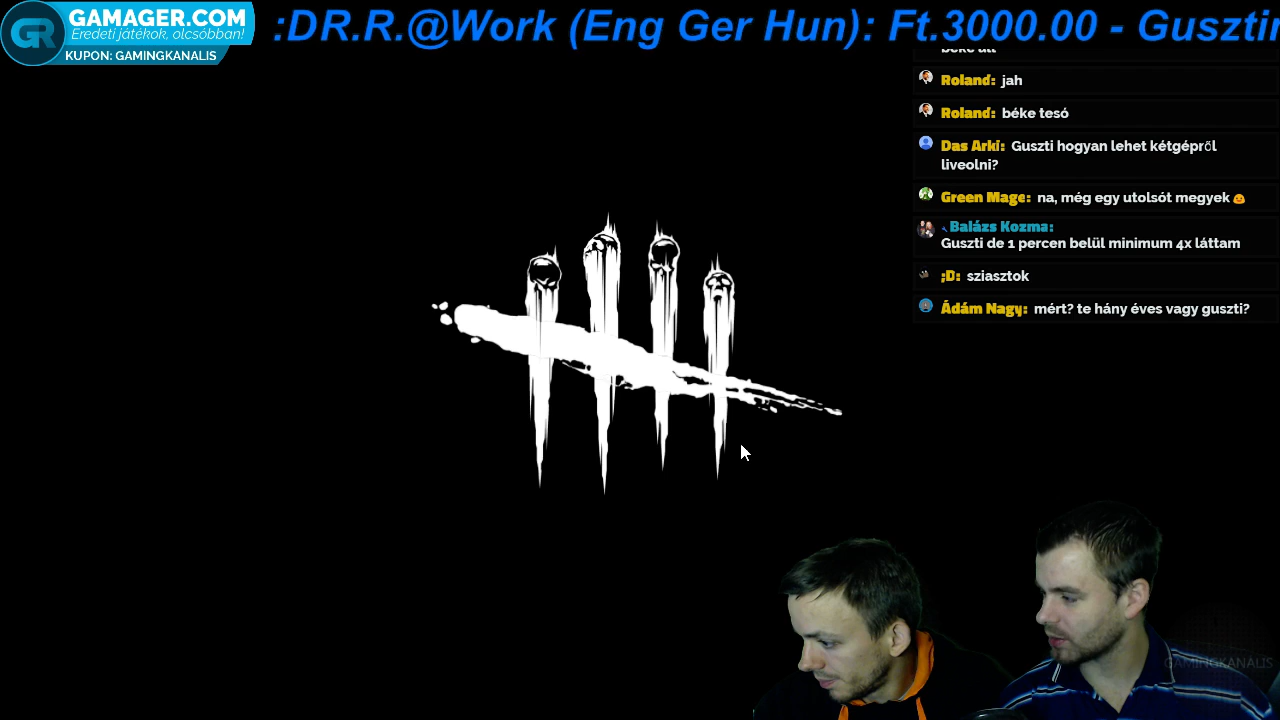 GAMAGER.COM
Eredeti játékok, olcsóbban!
KUPON: GAMINGKANALIS
:DR.R.@Work (Eng Ger Hun): Ft.3000.00 - Guszti
Roland: jah
Roland: béke tesó
Das Arki: Guszti hogyan lehet kétgépről
liveolni?
Green Mage: na, még egy utolsót megyek
Balázs Kozma:
Guszti de 1 percen belül minimum 4x láttam
;D: sziasztok
Ádám Nagy: mért? te hány éves vagy guszti?
GAMINGKANALIS